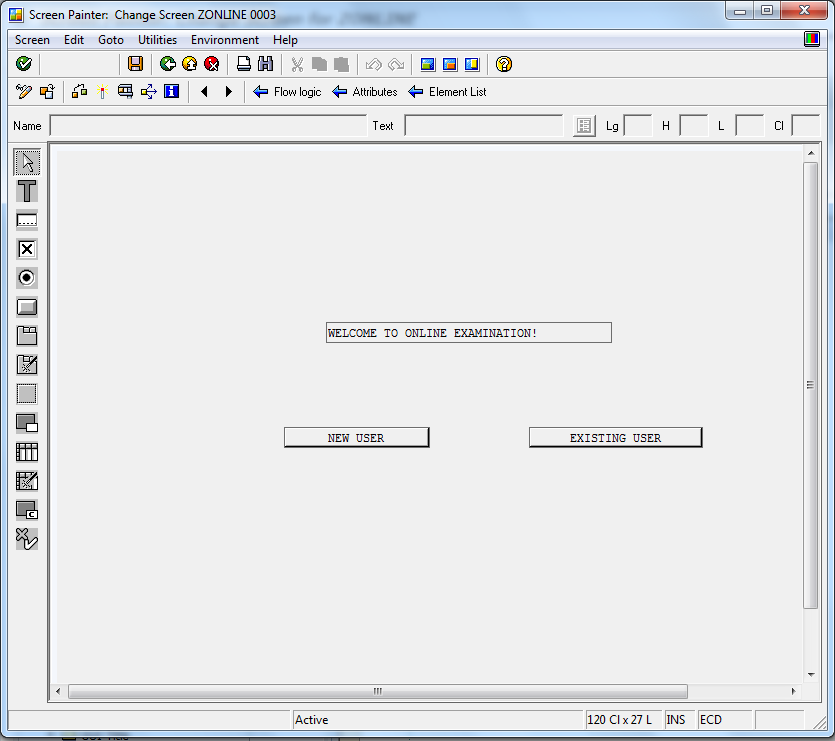 Screen Painter: Change Screen ZONLINE 0003
Screen Edit Goto Utilities Environment Help
Flow logic Attributes Element List
Name Text Lg H L Cl
WELCOME TO ONLINE EXAMINATION!
NEW USER EXISTING USER
Active 120 Cl x 27 L INS ECD